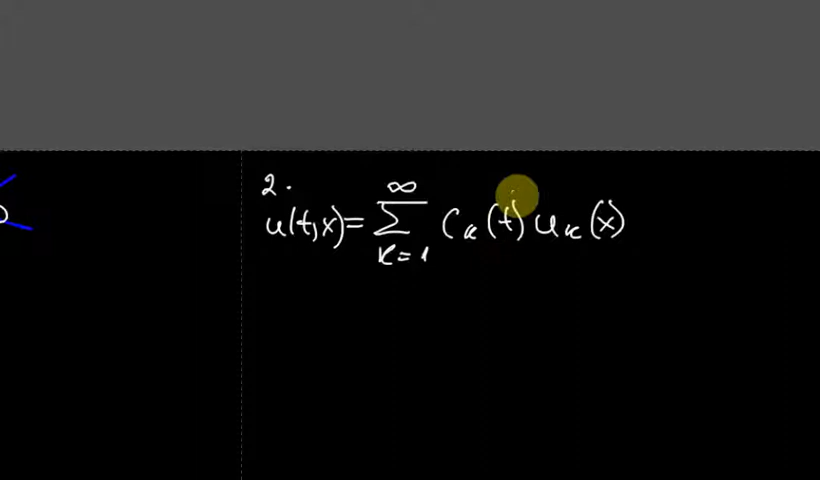 2.
u(t,x)= ∞ ∑ K=1 C_K(t) u_K(x)